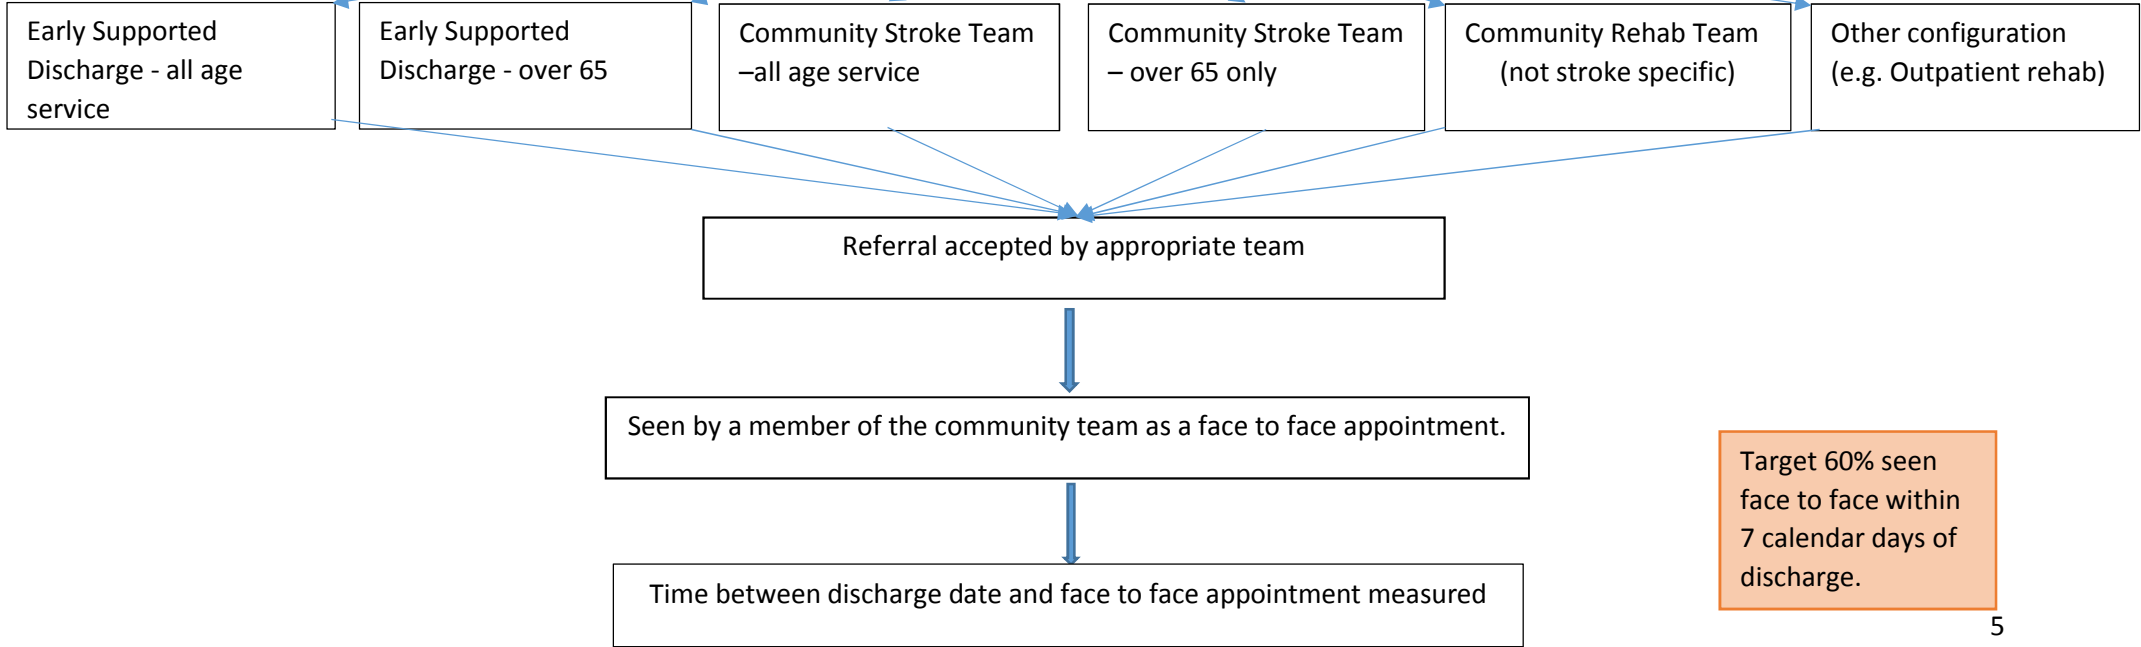 Early Supported
Discharge - all age
service
Early Supported
Discharge - over 65
Community Stroke Team
–all age service
Community Stroke Team
– over 65 only
Community Rehab Team
(not stroke specific)
Other configuration
(e.g. Outpatient rehab)
Referral accepted by appropriate team
Seen by a member of the community team as a face to face appointment.
Time between discharge date and face to face appointment measured
Target 60% seen
face to face within
7 calendar days of
discharge.
5